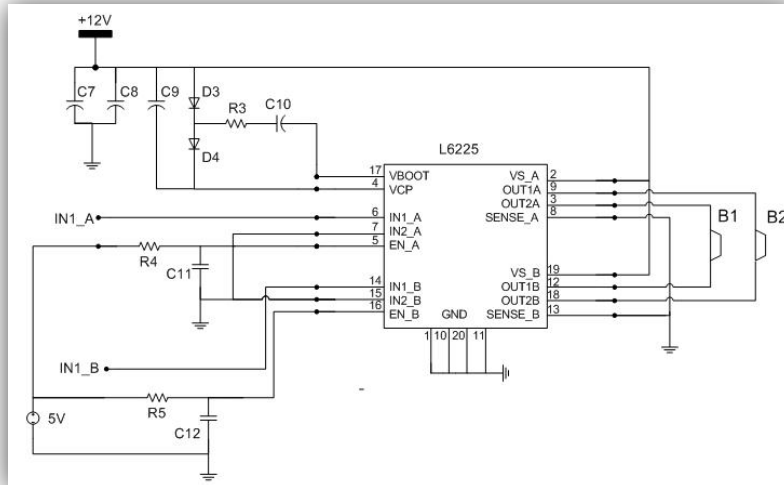 +12V
C7
C8
C9
D3
D4
R3
C10
L6225
17
VBOOT
4
VCP
6
IN1_A
7
IN2_A
5
EN_A
14
IN1_B
15
IN2_B
16
EN_B
GND
1
10
20
11
VS_A
2
OUT1A
9
OUT2A
3
SENSE_A
8
VS_B
19
OUT1B
12
OUT2B
18
SENSE_B
13
B1
B2
IN1_A
R4
C11
IN1_B
R5
5V
C12